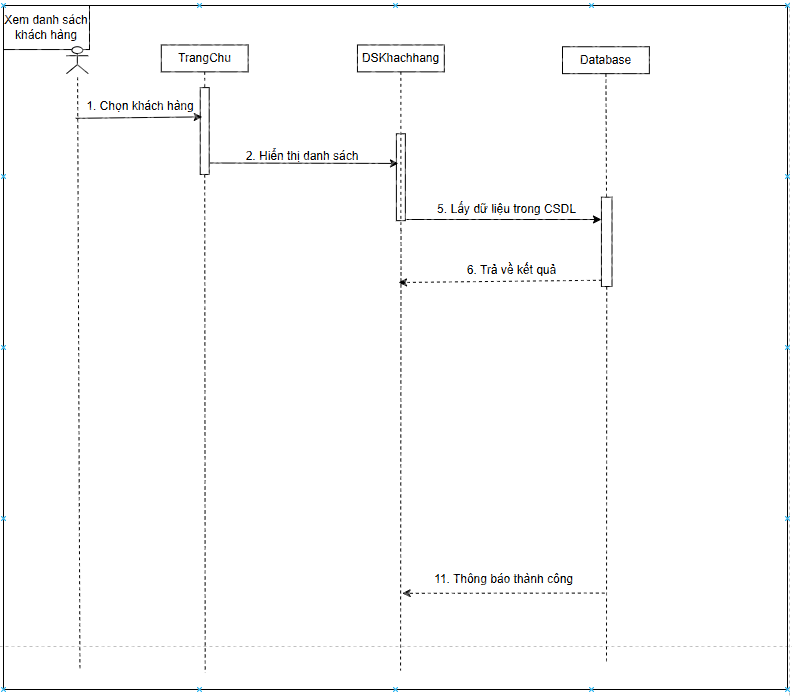 Xem danh sách
khách hàng
TrangChu
DSKhachhang
Database
1. Chọn khách hàng
2. Hiển thị danh sách
5. Lấy dữ liệu trong CSDL
6. Trả về kết quả
11. Thông báo thành công